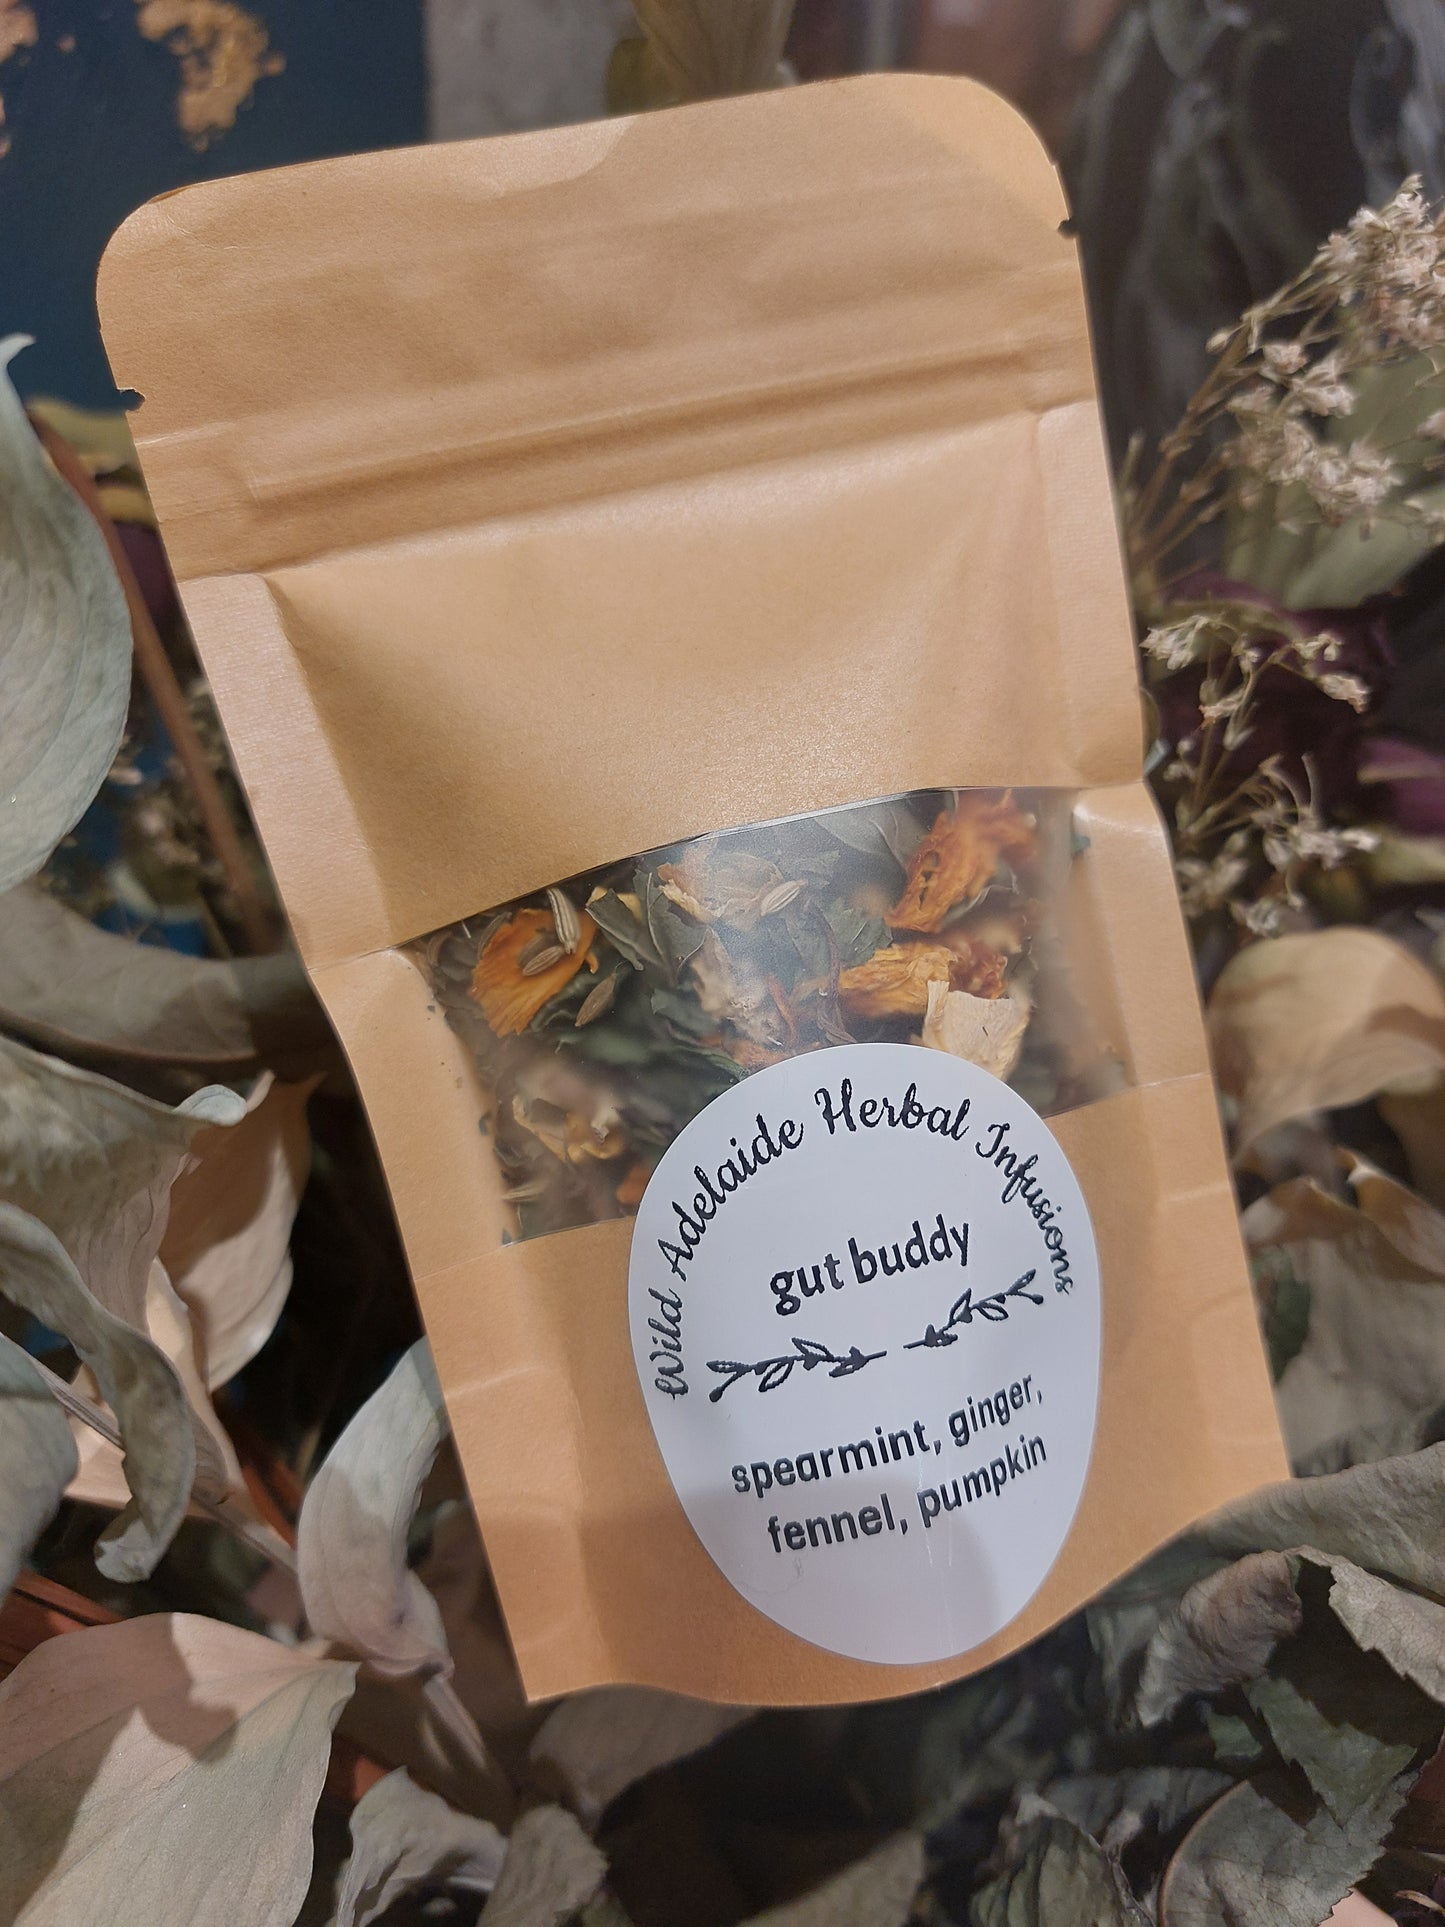 Wild Adelaide Herbal Infusions
gut buddy
spearmint, ginger,
fennel, pumpkin